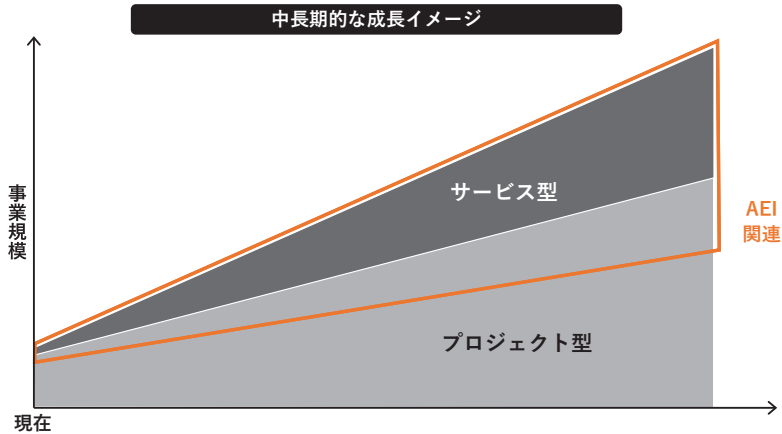 中長期的な成長イメージ
事業規模
サービス型
AEI
関連
プロジェクト型
現在